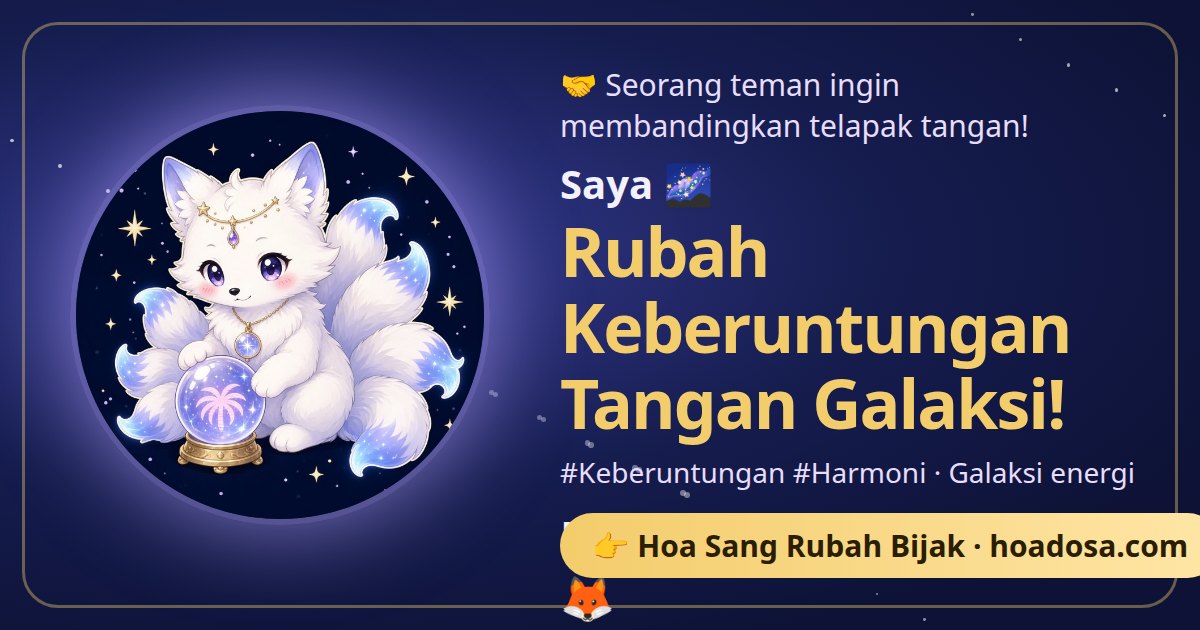 🤝 Seorang teman ingin
membandingkan telapak tangan!
Saya 🌌
Rubah
Keberuntungan
Tangan Galaksi!
#Keberuntungan #Harmoni · Galaksi energi
👉 Hoa Sang Rubah Bijak · hoadosa.com
🦊